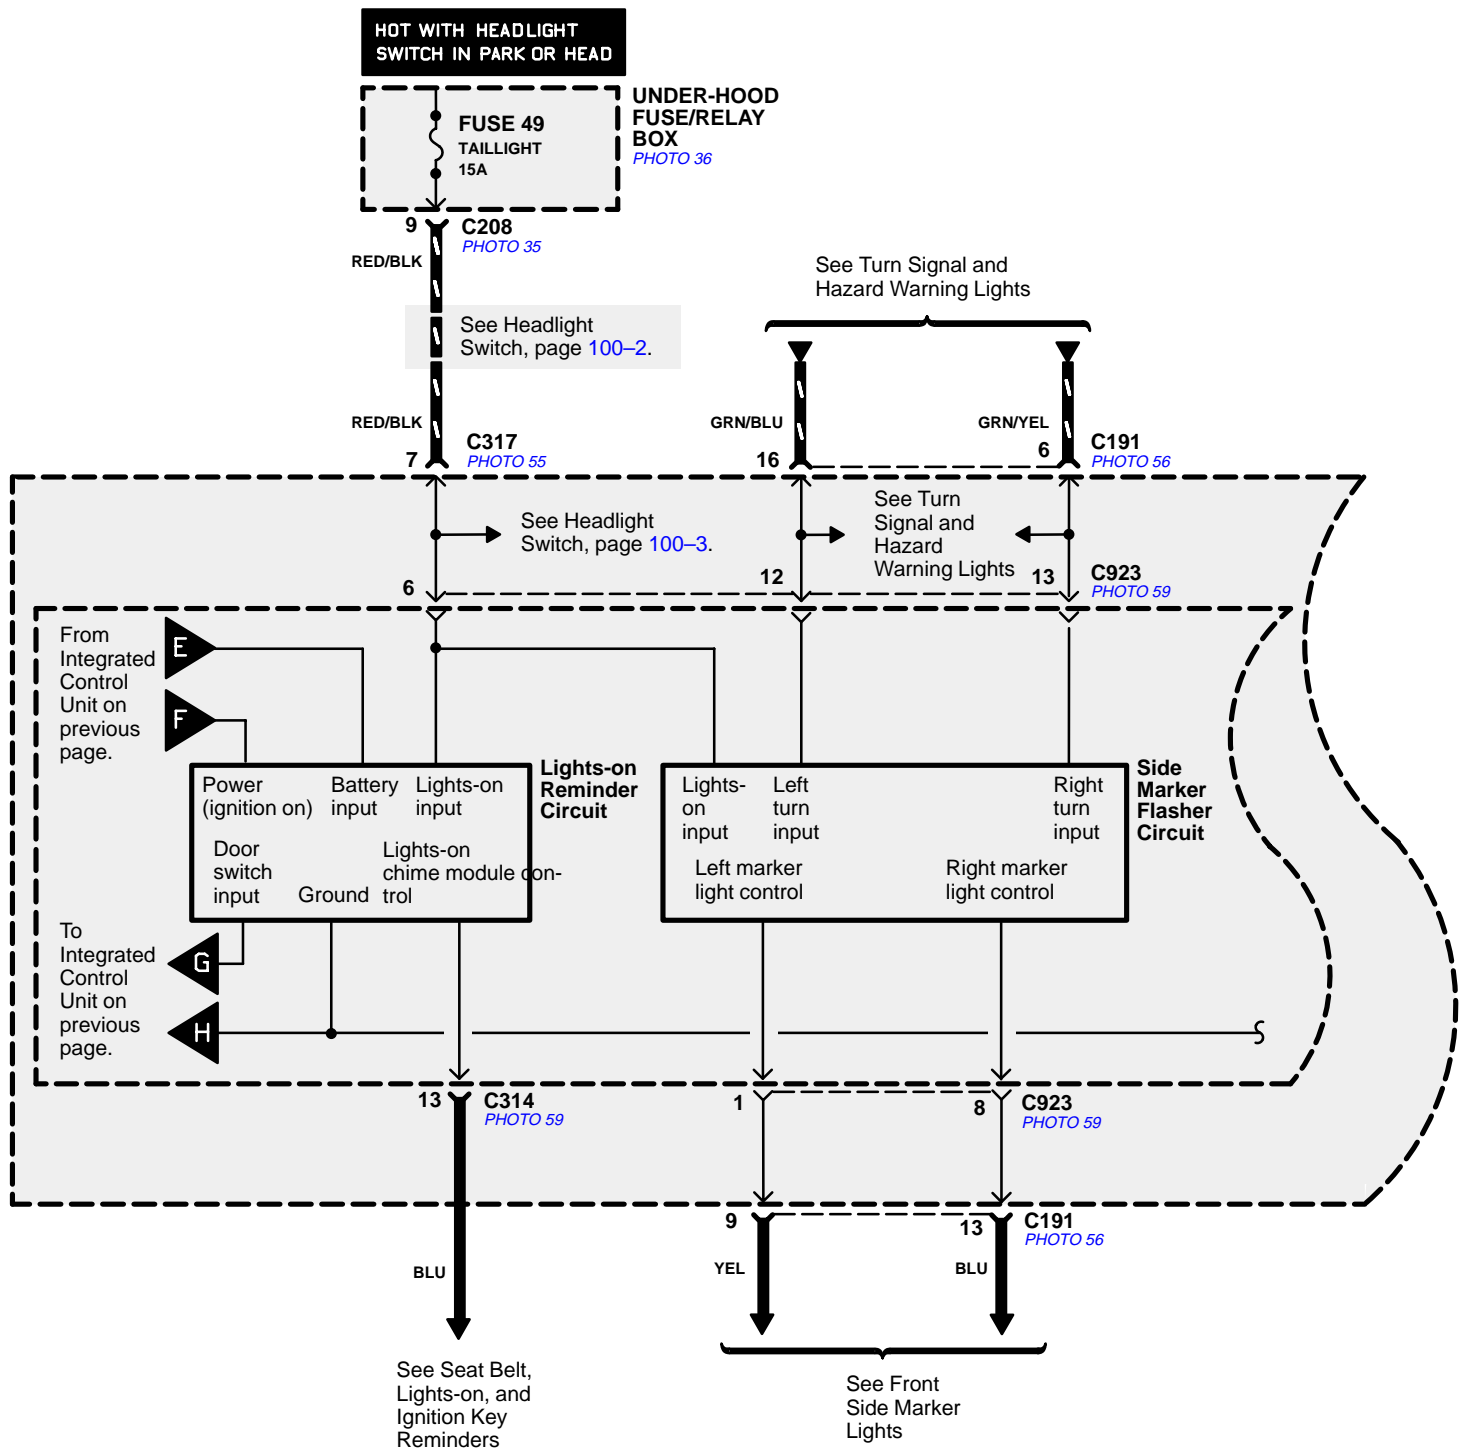 HOT WITH HEADLIGHT
SWITCH IN PARK OR HEAD
UNDER-HOOD
FUSE/RELAY
BOX
PHOTO 36
FUSE 49
TAILLIGHT
15A
9
C208
PHOTO 35
RED/BLK
See Headlight
Switch, page 100–2.
See Turn Signal and
Hazard Warning Lights
RED/BLK
GRN/BLU
GRN/YEL
7
C317
PHOTO 55
16
6
C191
PHOTO 56
See Headlight
Switch, page 100–3.
See Turn
Signal and
Hazard
Warning Lights
6
12
13
C923
PHOTO 59
From
Integrated
Control
Unit on
previous
page.
E
F
Power
(ignition on)
Battery
input
Lights-on
input
Door
switch
input
Ground
Lights-on
chime module con-
trol
Lights-on
Reminder
Circuit
Lights-
on
input
Left
turn
input
Right
turn
input
Left marker
light control
Right marker
light control
Side
Marker
Flasher
Circuit
To
Integrated
Control
Unit on
previous
page.
G
H
13
C314
PHOTO 59
1
8
C923
PHOTO 59
9
13
C191
PHOTO 56
BLU
YEL
BLU
See Seat Belt,
Lights-on, and
Ignition Key
Reminders
See Front
Side Marker
Lights